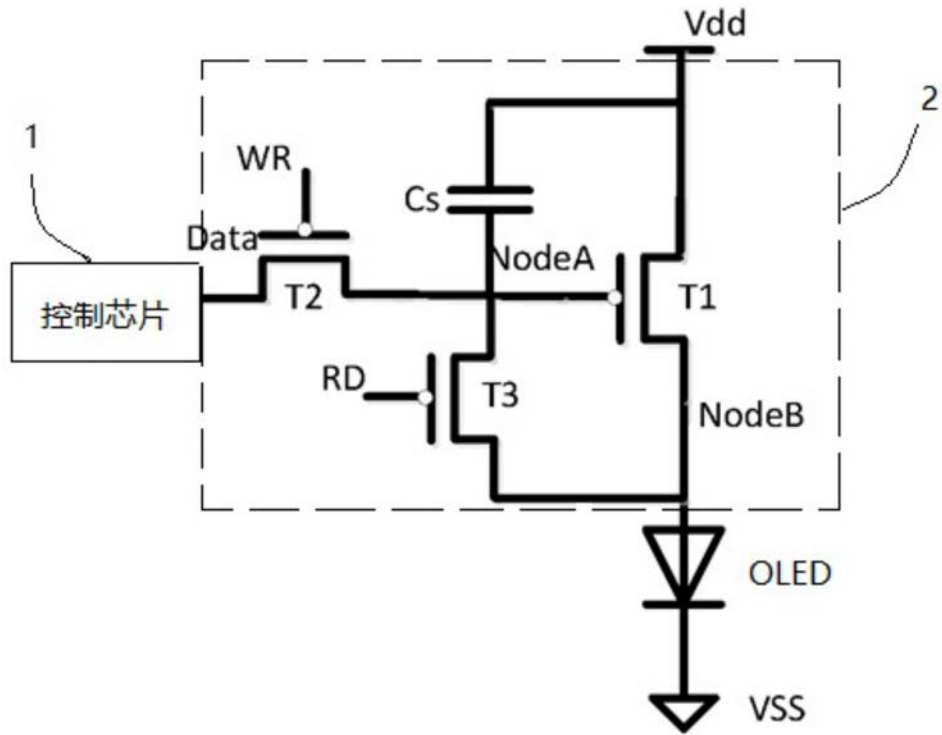 Vdd
1
2
WR
Cs
Data
NodeA
T2
T1
控制芯片
RD
T3
NodeB
OLED
VSS